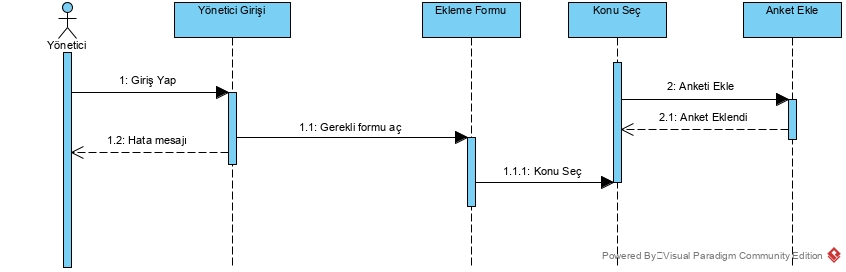 Yönetici Girişi
Ekleme Formu
Konu Seç
Anket Ekle
Yönetici
1: Giriş Yap
2: Anketi Ekle
1.1: Gerekli formu aç
2.1: Anket Eklendi
1.2: Hata mesajı
1.1.1: Konu Seç
Powered By Visual Paradigm Community Edition